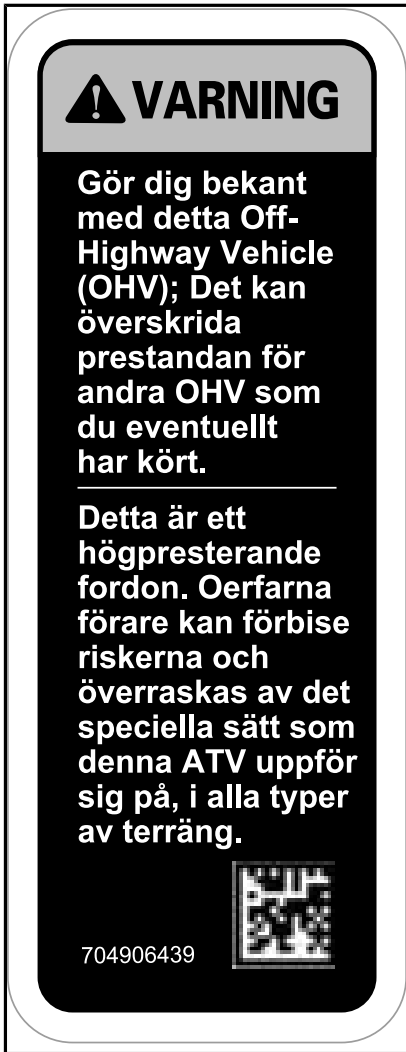 VARNING
Gör dig bekant
med detta Off-
Highway Vehicle
(OHV); Det kan
överskrida
prestandan för
andra OHV som
du eventuellt
har kört.
Detta är ett
högpresterande
fordon. Oerfarna
förare kan förbise
riskerna och
överraskas av det
speciella sätt som
denna ATV uppför
sig på, i alla typer
av terräng.
704906439